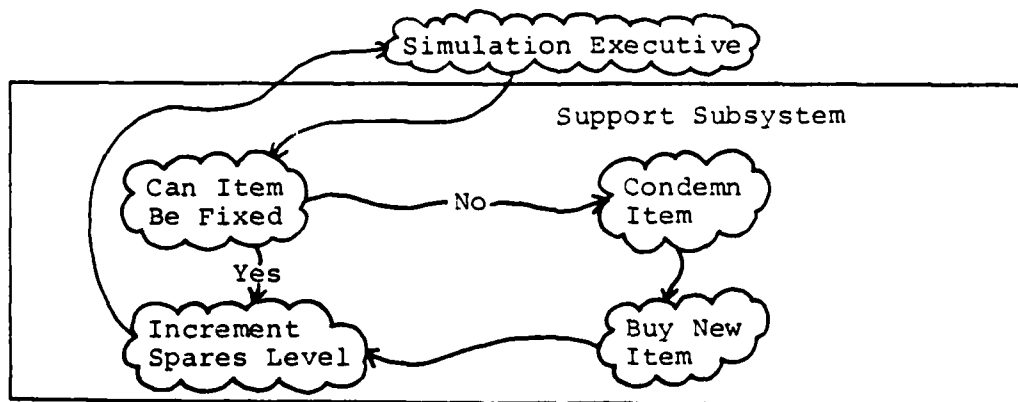 Simulation Executive
Support Subsystem
Can Item
Be Fixed
No
Condemn
Item
Yes
Increment
Spares Level
Buy New
Item